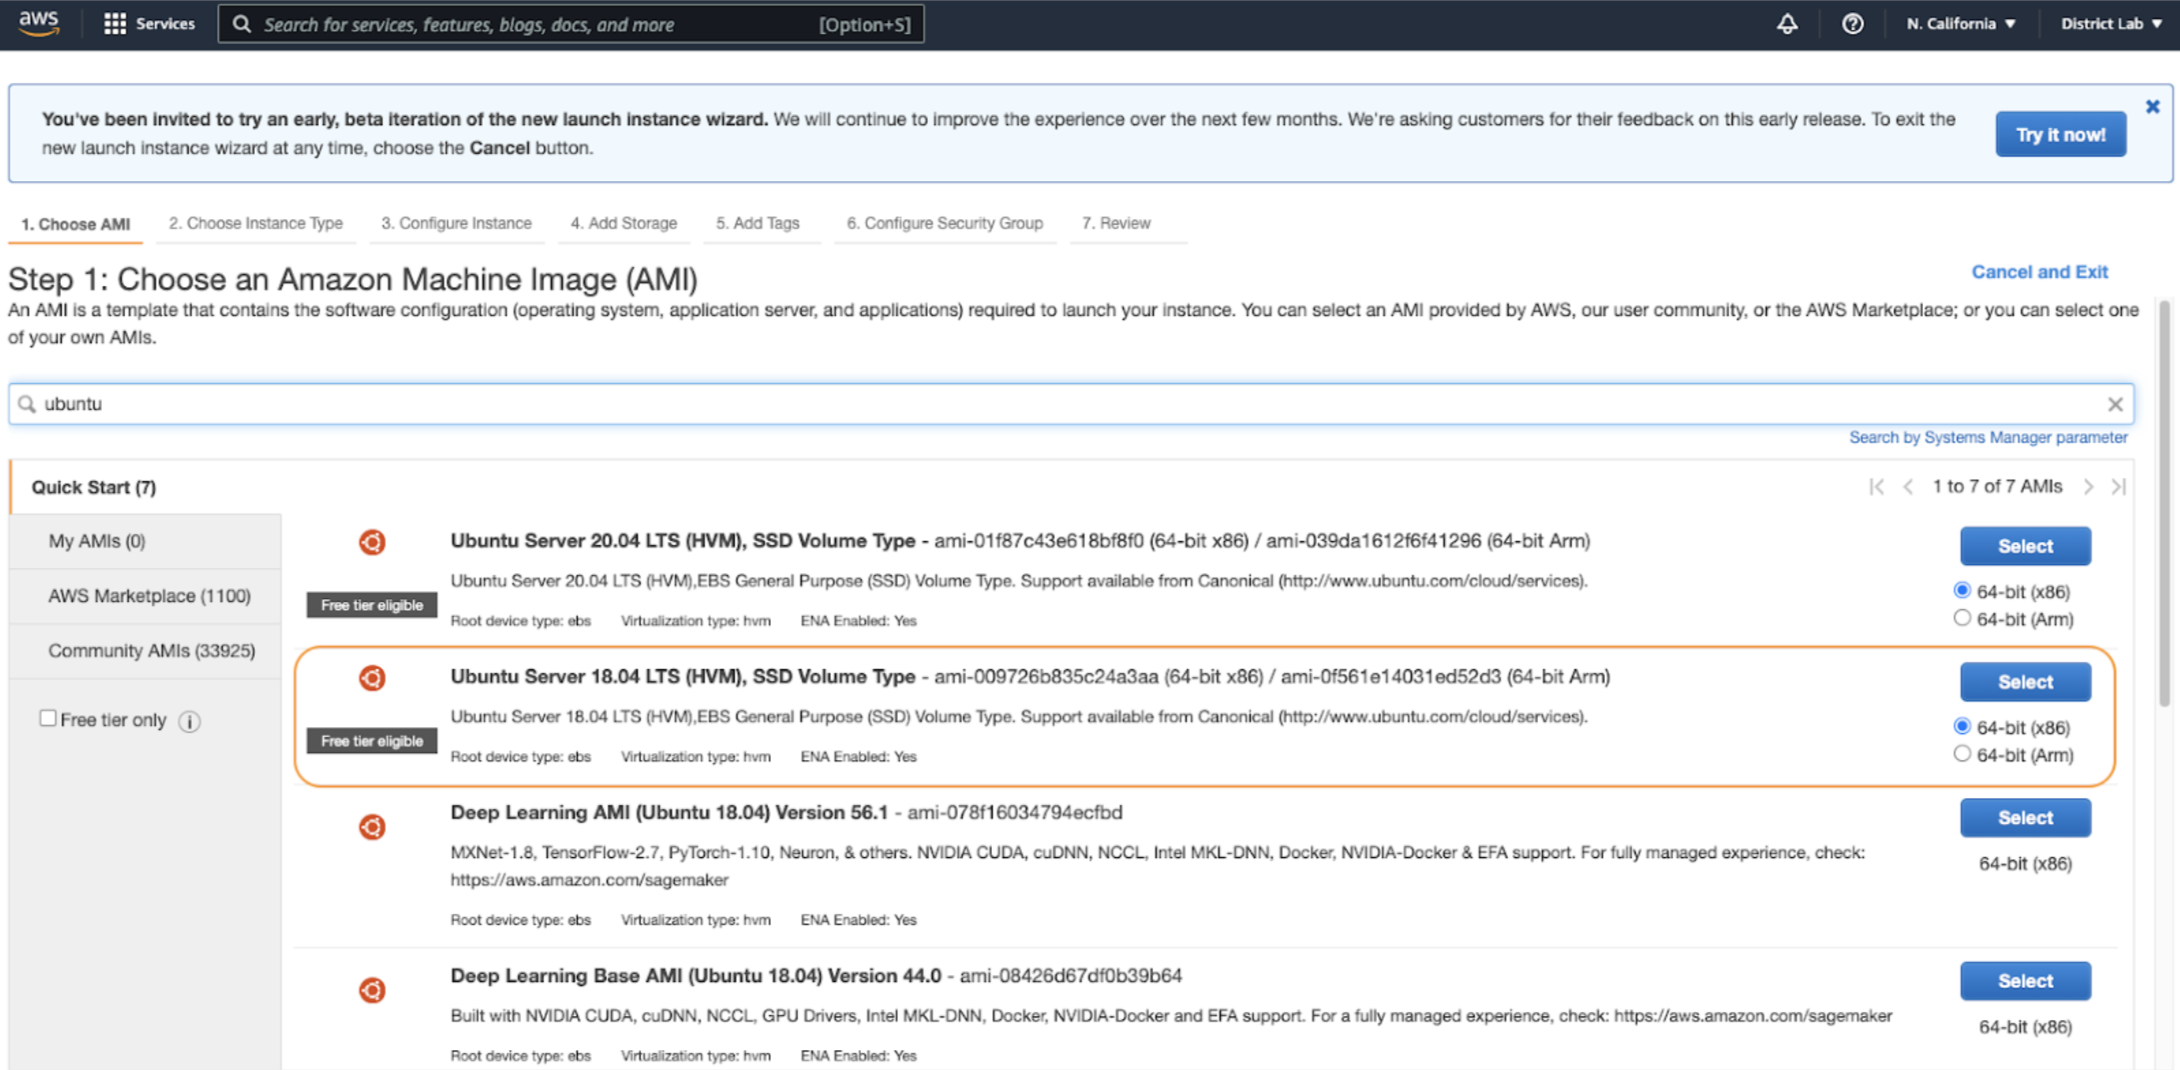 aws Services Search for services, features, blogs, docs, and more [Option+S] N. California ▼ District Lab ▼
You've been invited to try an early, beta iteration of the new launch instance wizard. We will continue to improve the experience over the next few months. We're asking customers for their feedback on this early release. To exit the
new launch instance wizard at any time, choose the Cancel button.
Try it now!
1. Choose AMI 2. Choose Instance Type 3. Configure Instance 4. Add Storage 5. Add Tags 6. Configure Security Group 7. Review
Step 1: Choose an Amazon Machine Image (AMI)
Cancel and Exit
An AMI is a template that contains the software configuration (operating system, application server, and applications) required to launch your instance. You can select an AMI provided by AWS, our user community, or the AWS Marketplace; or you can select one
of your own AMIs.
ubuntu
Search by Systems Manager parameter
Quick Start (7)
1 to 7 of 7 AMIs
My AMIs (0)
AWS Marketplace (1100)
Community AMIs (33925)
Free tier only
Ubuntu Server 20.04 LTS (HVM), SSD Volume Type - ami-01f87c43e618bf8f0 (64-bit x86) / ami-039da1612f6f41296 (64-bit Arm)
Select
Ubuntu Server 20.04 LTS (HVM),EBS General Purpose (SSD) Volume Type. Support available from Canonical (http://www.ubuntu.com/cloud/services).
64-bit (x86)
Free tier eligible
Root device type: ebs Virtualization type: hvm ENA Enabled: Yes
64-bit (Arm)
Ubuntu Server 18.04 LTS (HVM), SSD Volume Type - ami-009726b835c24a3aa (64-bit x86) / ami-0f561e14031ed52d3 (64-bit Arm)
Select
Ubuntu Server 18.04 LTS (HVM),EBS General Purpose (SSD) Volume Type. Support available from Canonical (http://www.ubuntu.com/cloud/services).
64-bit (x86)
Free tier eligible
Root device type: ebs Virtualization type: hvm ENA Enabled: Yes
64-bit (Arm)
Deep Learning AMI (Ubuntu 18.04) Version 56.1 - ami-078f16034794ecfbd
Select
MXNet-1.8, TensorFlow-2.7, PyTorch-1.10, Neuron, & others. NVIDIA CUDA, cuDNN, NCCL, Intel MKL-DNN, Docker, NVIDIA-Docker & EFA support. For fully managed experience, check:
64-bit (x86)
https://aws.amazon.com/sagemaker
Root device type: ebs Virtualization type: hvm ENA Enabled: Yes
Deep Learning Base AMI (Ubuntu 18.04) Version 44.0 - ami-08426d67df0b39b64
Select
Built with NVIDIA CUDA, cuDNN, NCCL, GPU Drivers, Intel MKL-DNN, Docker, NVIDIA-Docker and EFA support. For a fully managed experience, check: https://aws.amazon.com/sagemaker
64-bit (x86)
Root device type: ebs Virtualization type: hvm ENA Enabled: Yes